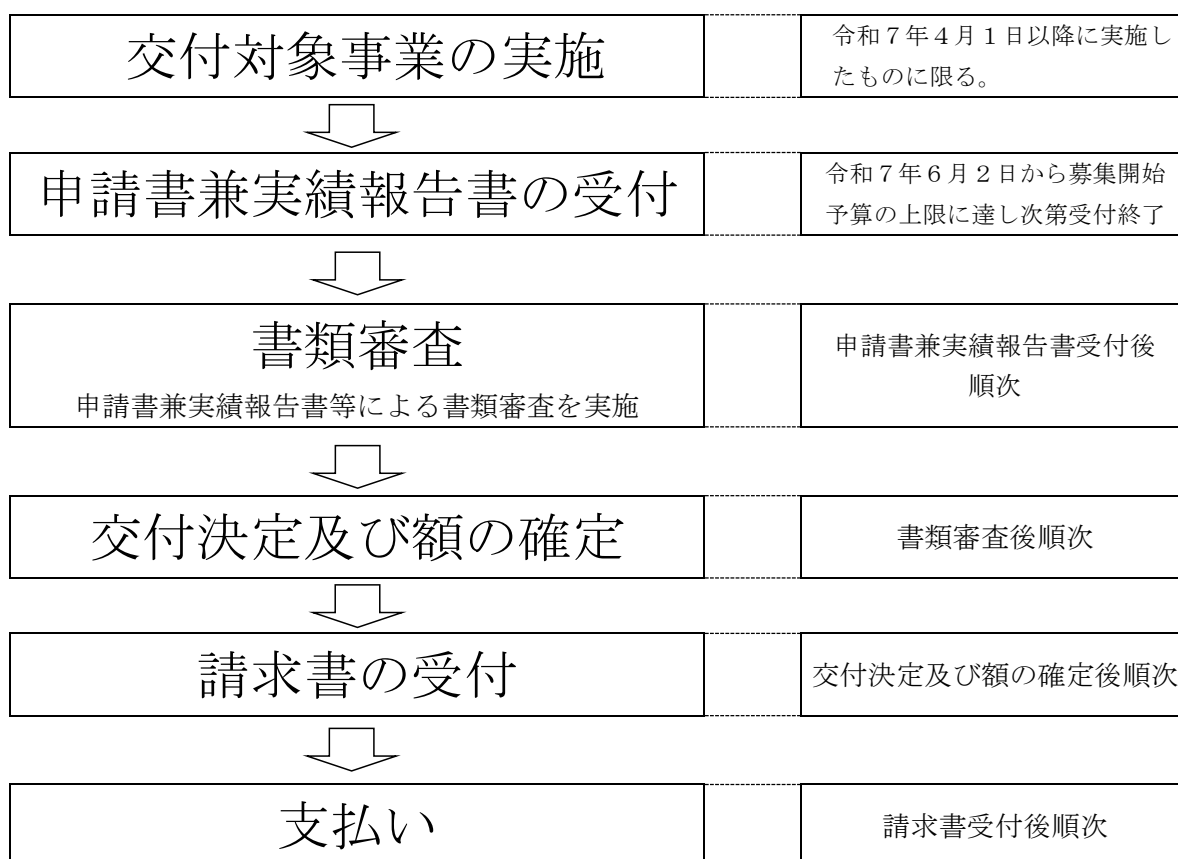 交付対象事業の実施
令和７年４月１日以降に実施し
たものに限る。
申請書兼実績報告書の受付
令和７年６月２日から募集開始
予算の上限に達し次第受付終了
書類審査
申請書兼実績報告書等による書類審査を実施
申請書兼実績報告書受付後
順次
交付決定及び額の確定
書類審査後順次
請求書の受付
交付決定及び額の確定後順次
支払い
請求書受付後順次